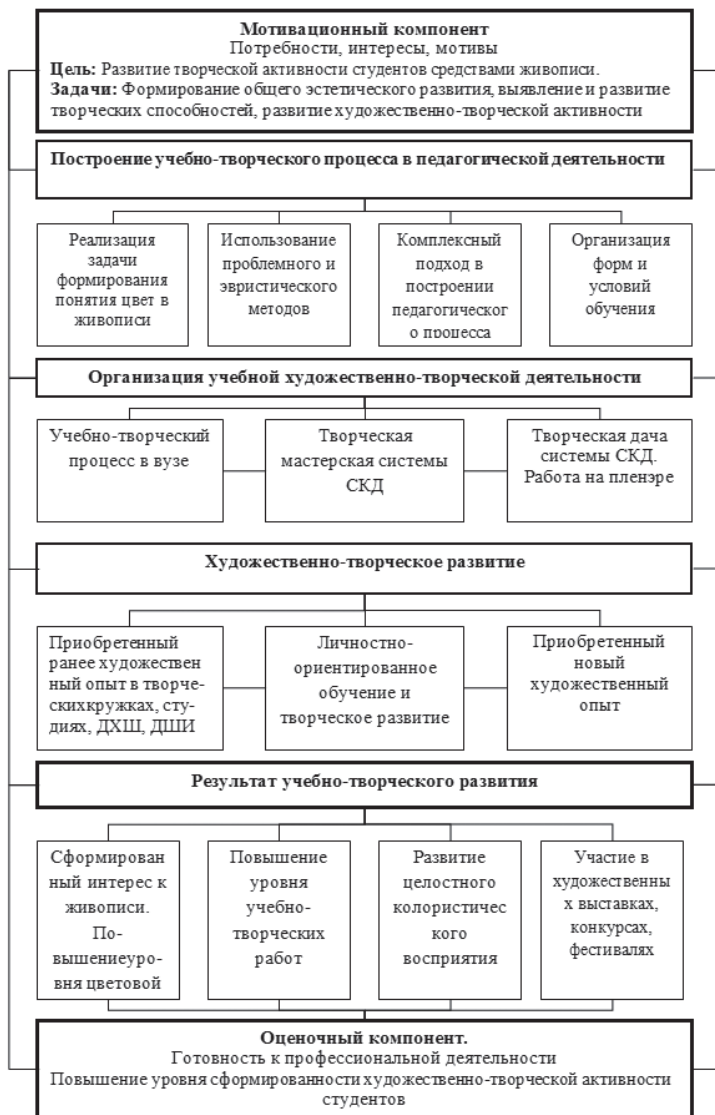 Мотивационный компонент
Потребности, интересы, мотивы
Цель: Развитие творческой активности студентов средствами живописи.
Задачи: Формирование общего эстетического развития, выявление и развитие
творческих способностей, развитие художественно-творческой активности
Построение учебно-творческого процесса в педагогической деятельности
Реализация
задачи
формирования
понятия цвет в
живописи
Использование
проблемного и
эвристического
методов
Комплексный
подход в
построении
педагогическог
о процесса
Организация
форм и
условий
обучения
Организация учебной художественно-творческой деятельности
Учебно-творческий
процесс в вузе
Творческая
мастерская системы
СКД
Творческая дача
системы СКД.
Работа на пленэре
Художественно-творческое развитие
Приобретенный
ранее художествен
ный опыт в творче-
скихкружках, сту-
диях, ДХШ, ДШИ
Личностно-
ориентированное
обучение и
творческое развитие
Приобретенный
новый
художественный
опыт
Результат учебно-творческого развития
Сформирован
ный интерес к
живописи.
По-
вышениеуро-
вня цветовой
Повышение
уровня
учебно-
творческих
работ
Развитие
целостного
колористичес
кого
восприятия
Участие в
художественны
х выставках,
конкурсах,
фестивалях
Оценочный компонент.
Готовность к профессиональной деятельности
Повышение уровня сформированности художественно-творческой активности
студентов